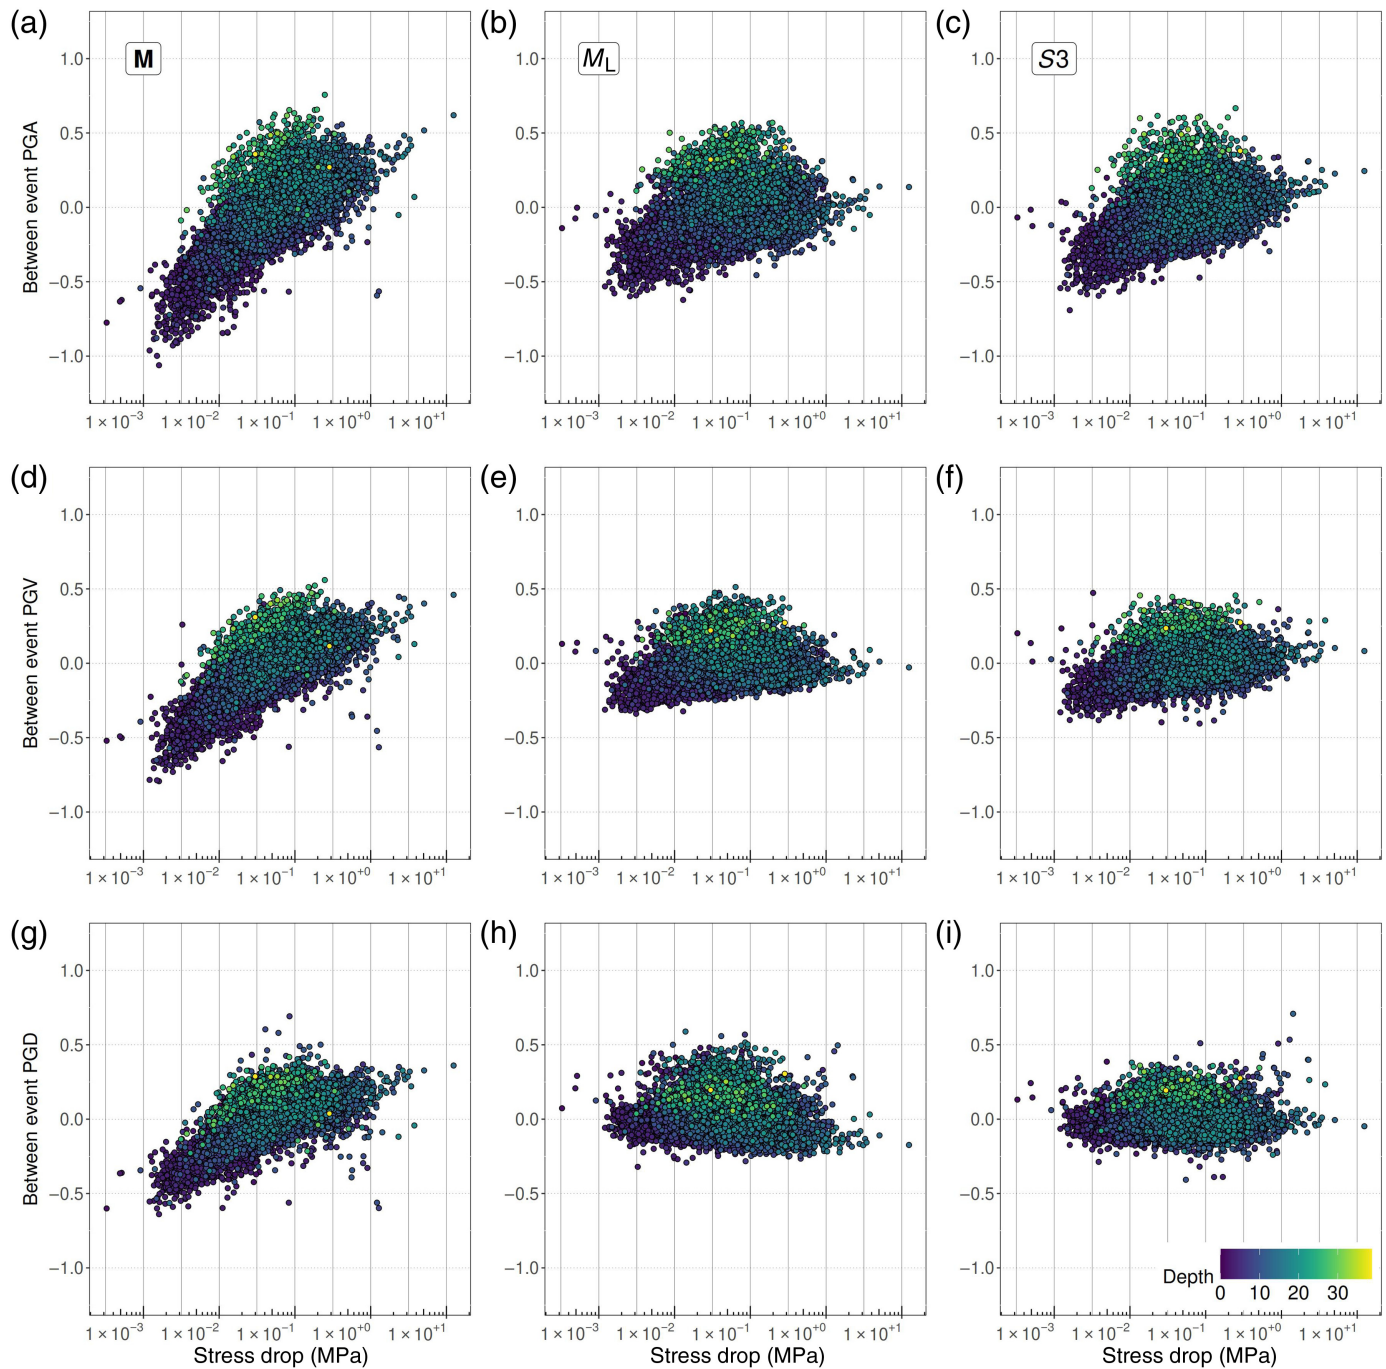 (a) (b) (c)
M
ML
S3
1.0 1.0 1.0
0.5 0.5 0.5
0.0 0.0 0.0
−0.5 −0.5 −0.5
−1.0 −1.0 −1.0
Between event PGA
1 × 10−3 1 × 10−2 1 × 10−1 1 × 10+0 1 × 10+1 1 × 10−3 1 × 10−2 1 × 10−1 1 × 10+0 1 × 10+1 1 × 10−3 1 × 10−2 1 × 10−1 1 × 10+0 1 × 10+1
(d) (e) (f)
1.0 1.0 1.0
0.5 0.5 0.5
0.0 0.0 0.0
−0.5 −0.5 −0.5
−1.0 −1.0 −1.0
Between event PGV
1 × 10−3 1 × 10−2 1 × 10−1 1 × 10+0 1 × 10+1 1 × 10−3 1 × 10−2 1 × 10−1 1 × 10+0 1 × 10+1 1 × 10−3 1 × 10−2 1 × 10−1 1 × 10+0 1 × 10+1
(g) (h) (i)
1.0 1.0 1.0
0.5 0.5 0.5
0.0 0.0 0.0
−0.5 −0.5 −0.5
−1.0 −1.0 −1.0
Between event PGD
Depth
0 10 20 30
1 × 10−3 1 × 10−2 1 × 10−1 1 × 10+0 1 × 10+1 1 × 10−3 1 × 10−2 1 × 10−1 1 × 10+0 1 × 10+1 1 × 10−3 1 × 10−2 1 × 10−1 1 × 10+0 1 × 10+1
Stress drop (MPa) Stress drop (MPa) Stress drop (MPa)